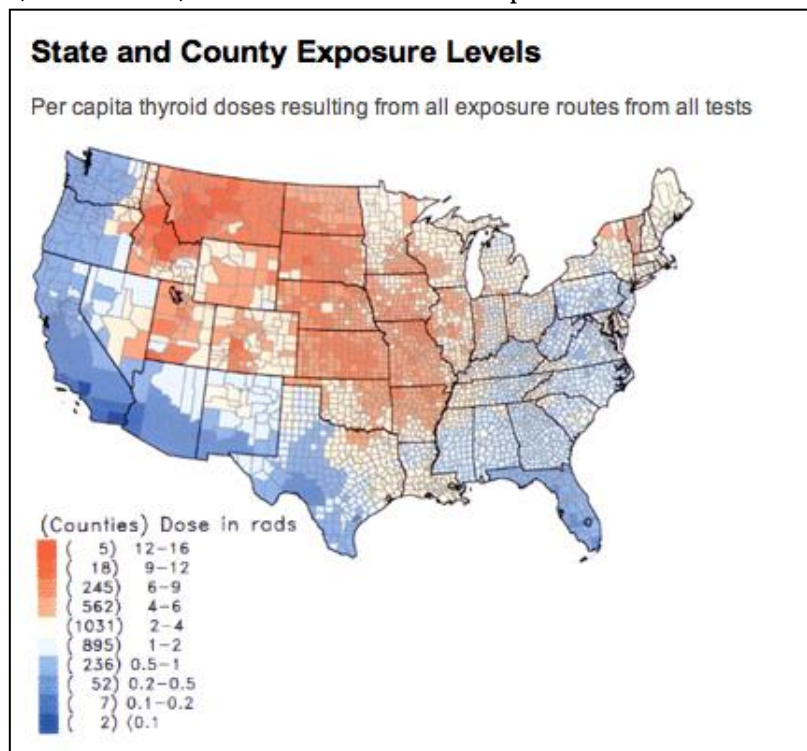 State and County Exposure Levels
Per capita thyroid doses resulting from all exposure routes from all tests
(Counties) Dose in rads
( 5) 12-16
( 18) 9-12
( 245) 6-9
( 562) 4-6
(1031) 2-4
( 895) 1-2
( 236) 0.5-1
( 52) 0.2-0.5
( 7) 0.1-0.2
( 2) (0.1